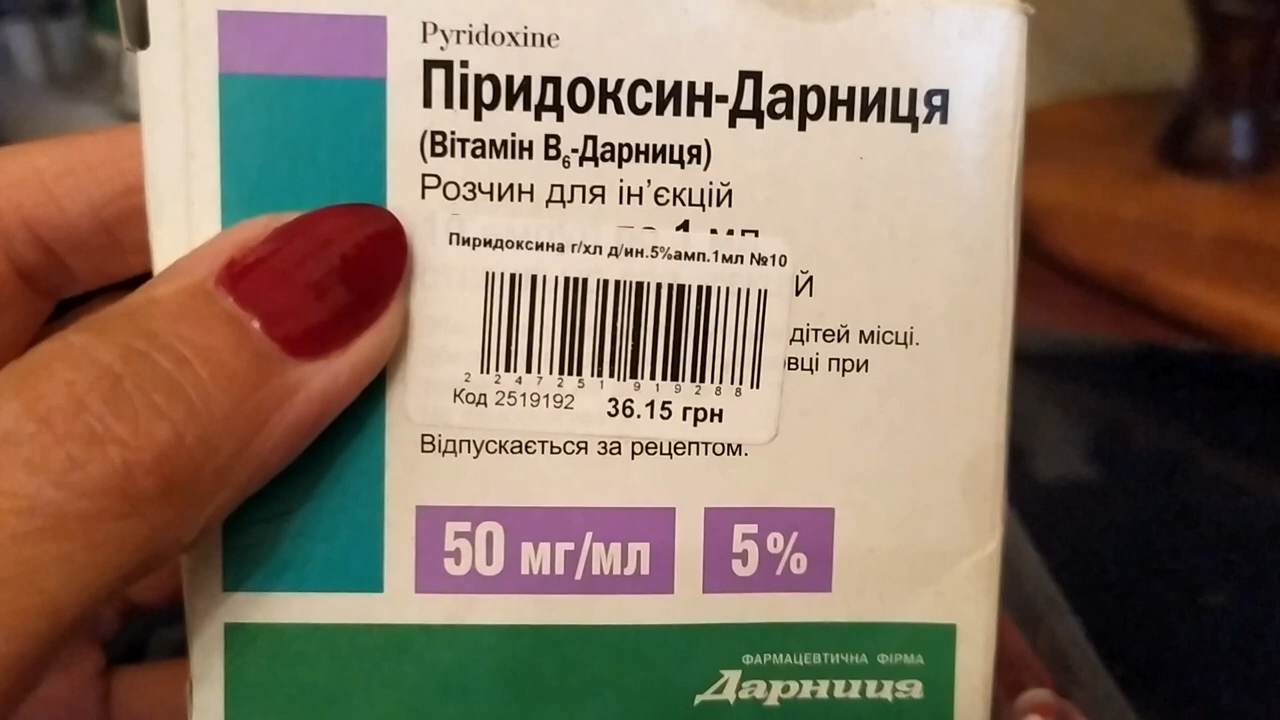 Pyridoxine
Піридоксин-Дарниця
(Вітамін B₆-Дарниця)
Розчин для ін’єкцій
1 мл
Пиридоксина г/хл д/ин.5%амп.1мл №10
й
дітей місці.
вці при
2 247251 919288
Код 2519192 36.15 грн
Відпускається за рецептом.
50 мг/мл 5%
ФАРМАЦЕВТИЧНА ФІРМА
Дарниця